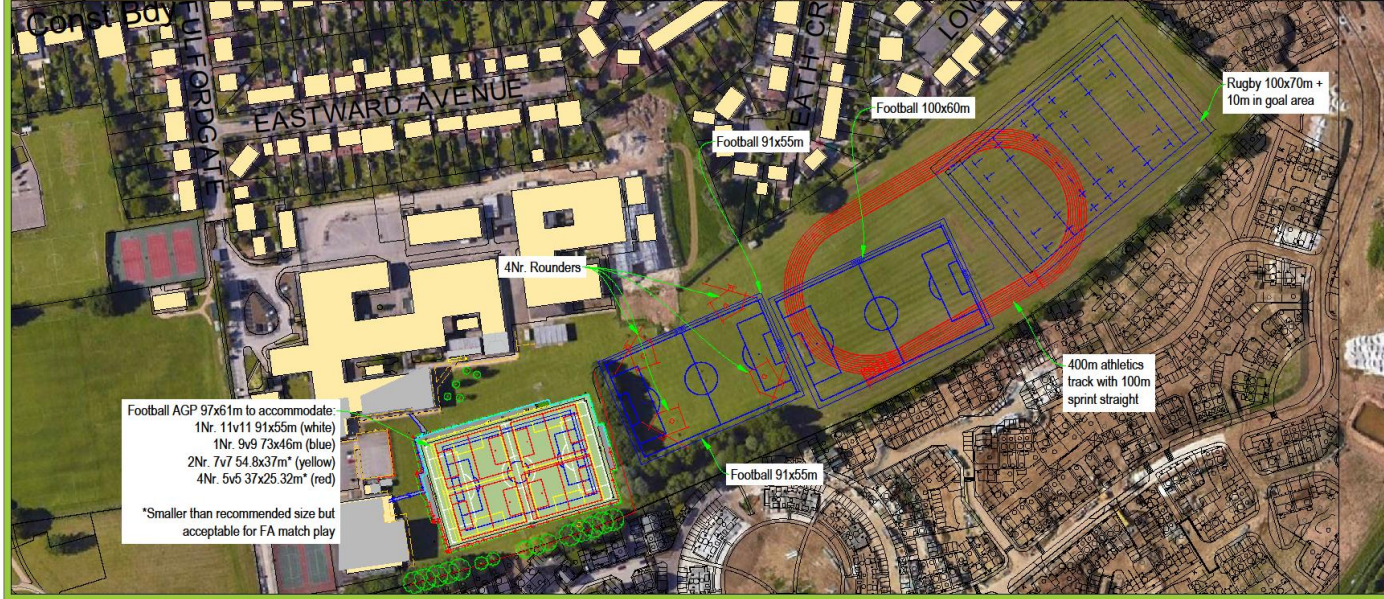 Const Bdy
FULFORDGATE
EASTWARD AVENUE
HEATH CR
LOW
Rugby 100x70m +
10m in goal area
Football 100x60m
Football 91x55m
4Nr. Rounders
400m athletics
track with 100m
sprint straight
Football AGP 97x61m to accommodate:
1Nr. 11v11 91x55m (white)
1Nr. 9v9 73x46m (blue)
2Nr. 7v7 54.8x37m* (yellow)
4Nr. 5v5 37x25.32m* (red)
*Smaller than recommended size but
acceptable for FA match play
Football 91x55m